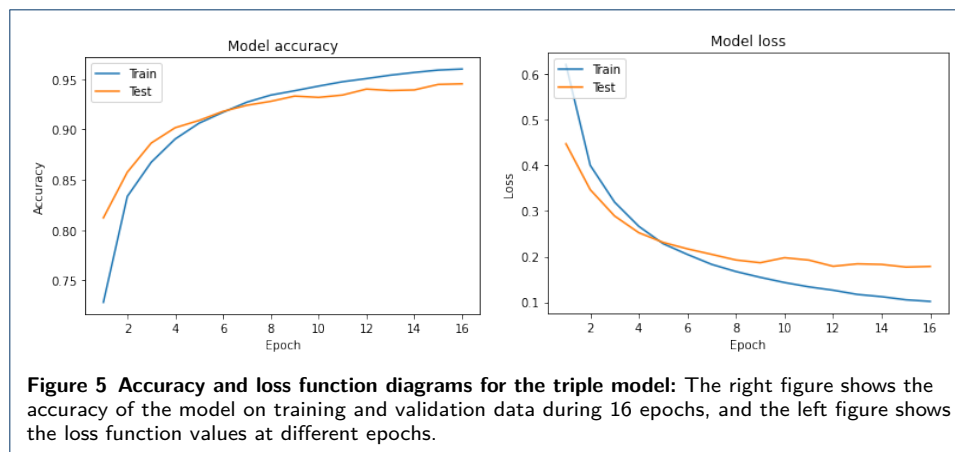 Model accuracy
Train
Test
0.95
0.90
0.85
0.80
0.75
Accuracy
2 4 6 8 10 12 14 16
Epoch
Model loss
Train
Test
0.6
0.5
0.4
0.3
0.2
0.1
Loss
2 4 6 8 10 12 14 16
Epoch
Figure 5 Accuracy and loss function diagrams for the triple model: The right figure shows the
accuracy of the model on training and validation data during 16 epochs, and the left figure shows
the loss function values at different epochs.